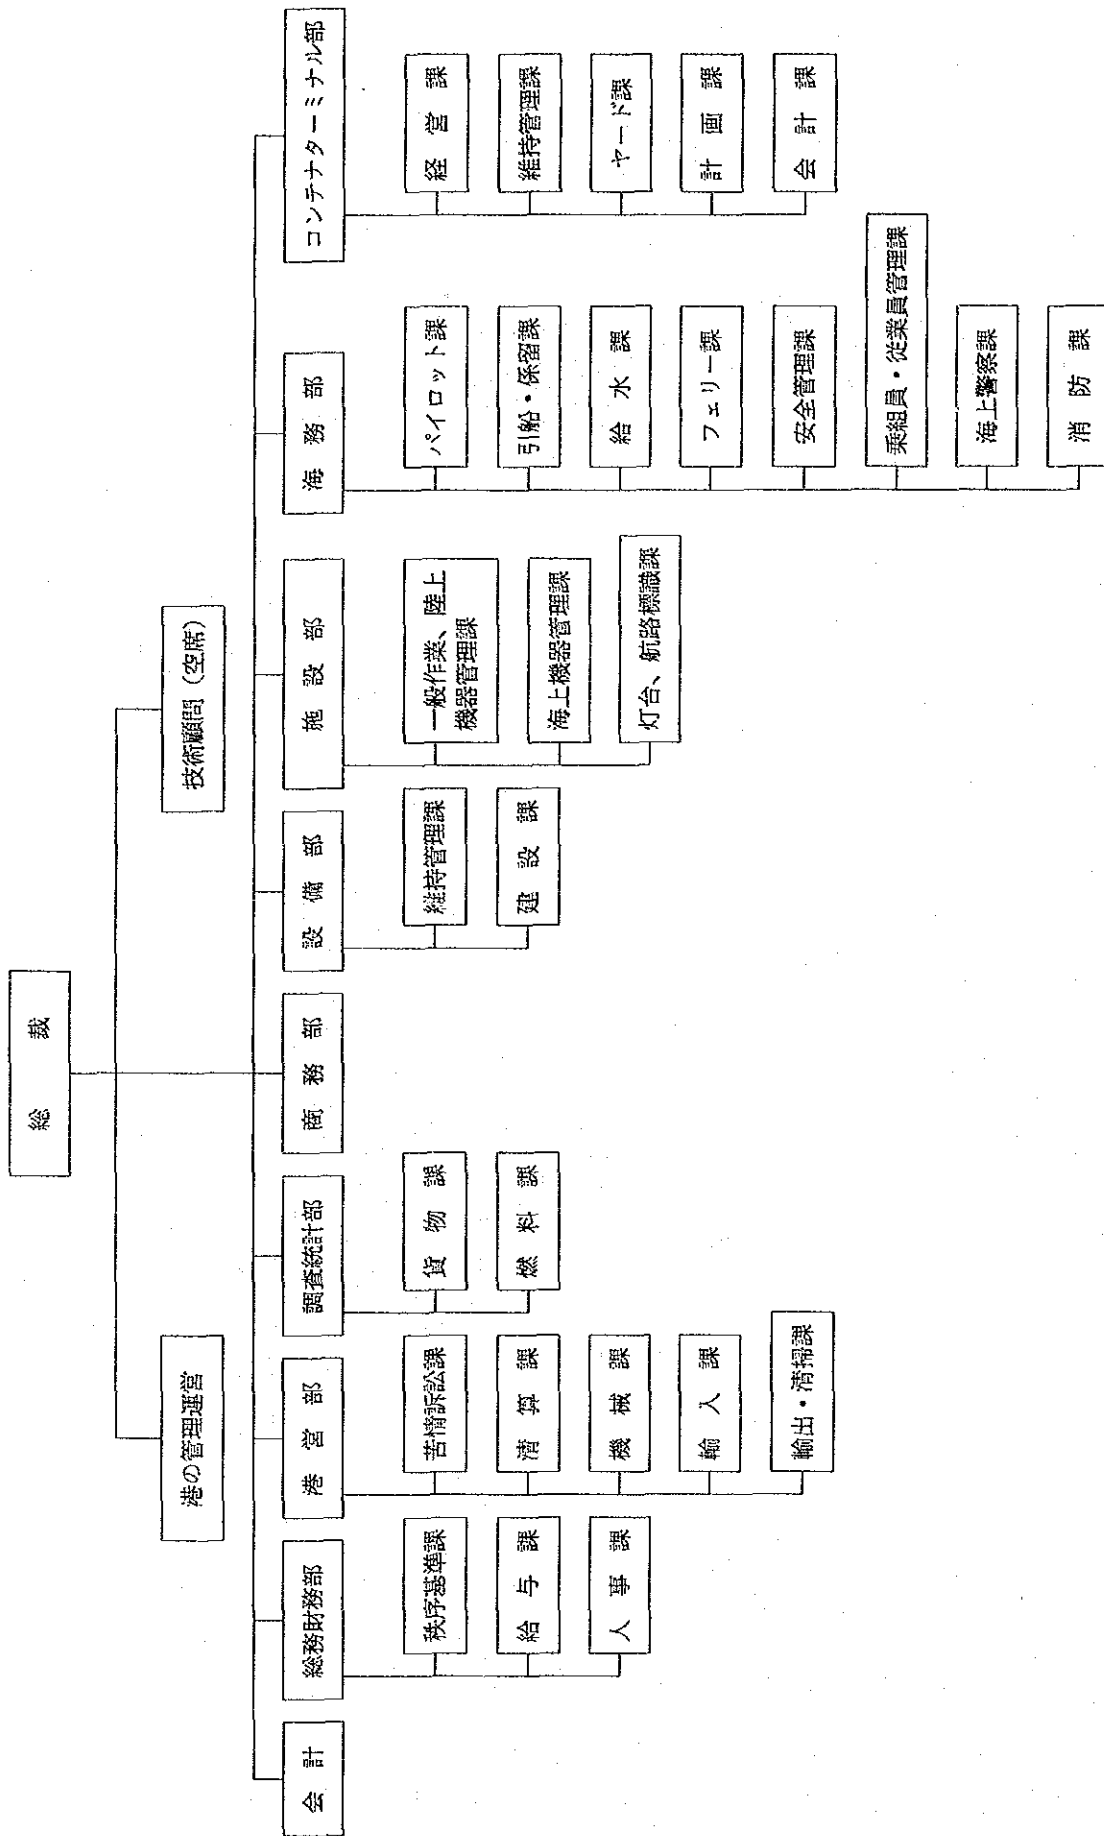 総裁
港の管理運営
技術顧問（空席）
会計
総務財務部
秩序基準課
給与課
人事課
港営部
苦情訴訟課
清算課
機械課
輸入課
輸出・清掃課
調査統計部
貨物課
燃料課
商務部
設備部
維持管理課
建設課
施設部
一般作業、陸上
機器管理課
海上機器管理課
灯台、航路標識課
海務部
パイロット課
引船・係留課
給水課
フェリー課
安全管理課
乗組員・従業員管理課
海上警察課
消防課
コンテナターミナル部
経営課
維持管理課
ヤード課
計画課
会計課